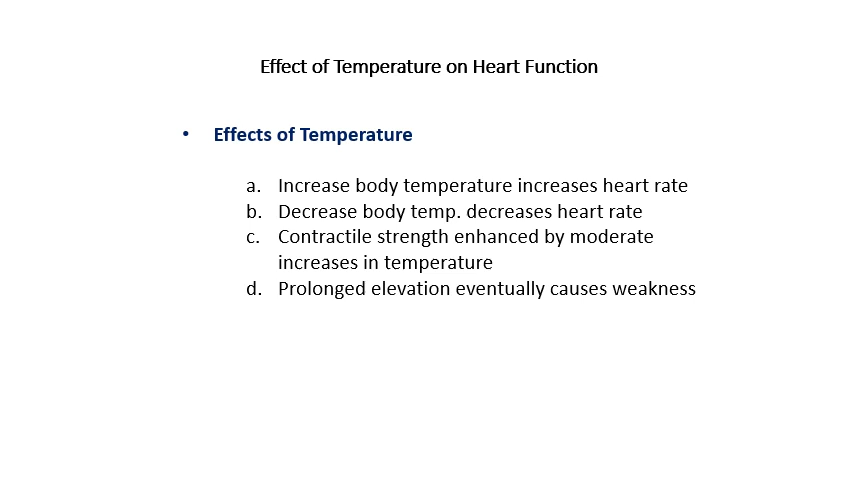 Effect of Temperature on Heart Function
• Effects of Temperature
a. Increase body temperature increases heart rate
b. Decrease body temp. decreases heart rate
c. Contractile strength enhanced by moderate
increases in temperature
d. Prolonged elevation eventually causes weakness